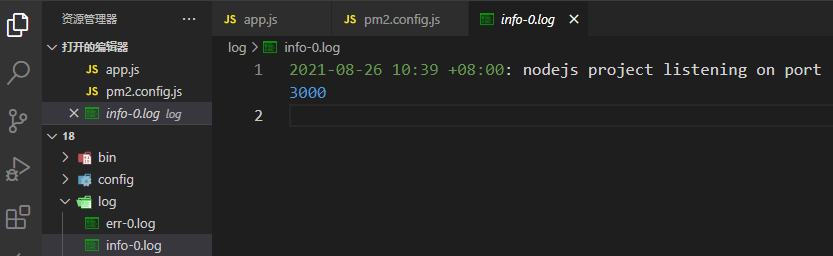 资源管理器
打开的编辑器
JS app.js
JS pm2.config.js
info-0.log log
18
bin
config
log
err-0.log
info-0.log
JS app.js
JS pm2.config.js
info-0.log
log > info-0.log
1 2021-08-26 10:39 +08:00: nodejs project listening on port
3000
2